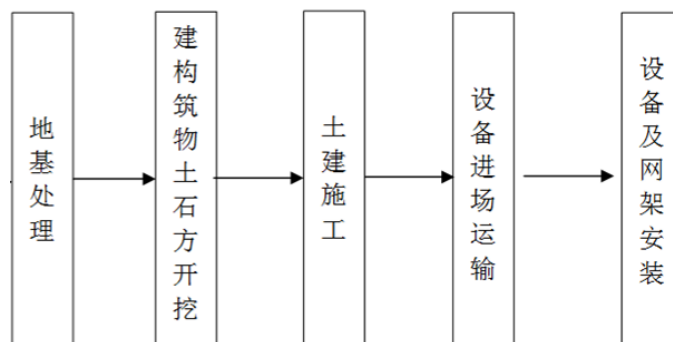 地基处理
建构筑物土石方开挖
土建施工
设备进场运输
设备及网架安装